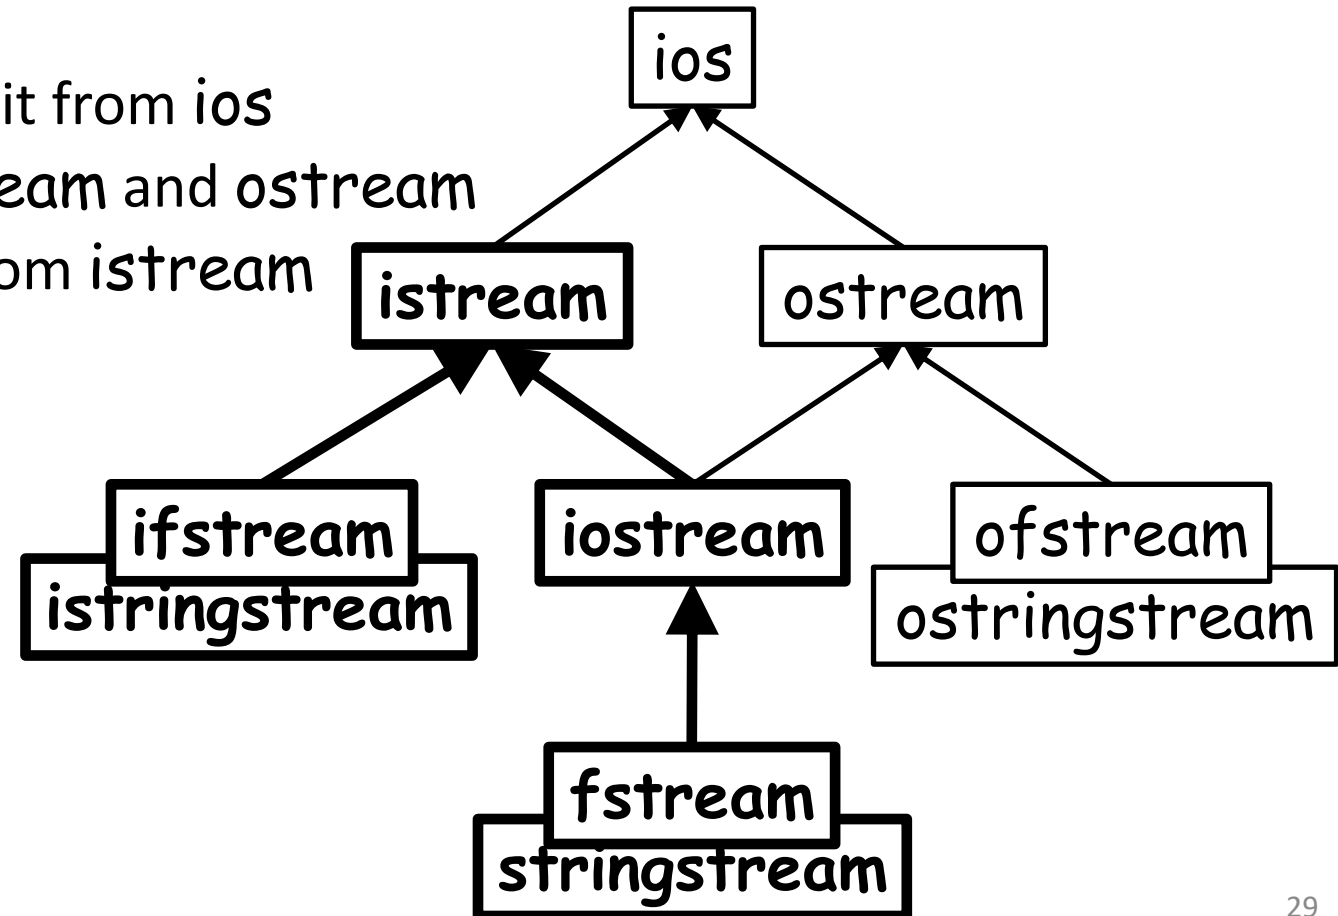 ios
it from ios
eam and ostream
om istream
istream
ostream
ifstream
istringstream
iostream
ofstream
ostringstream
fstream
stringstream
29